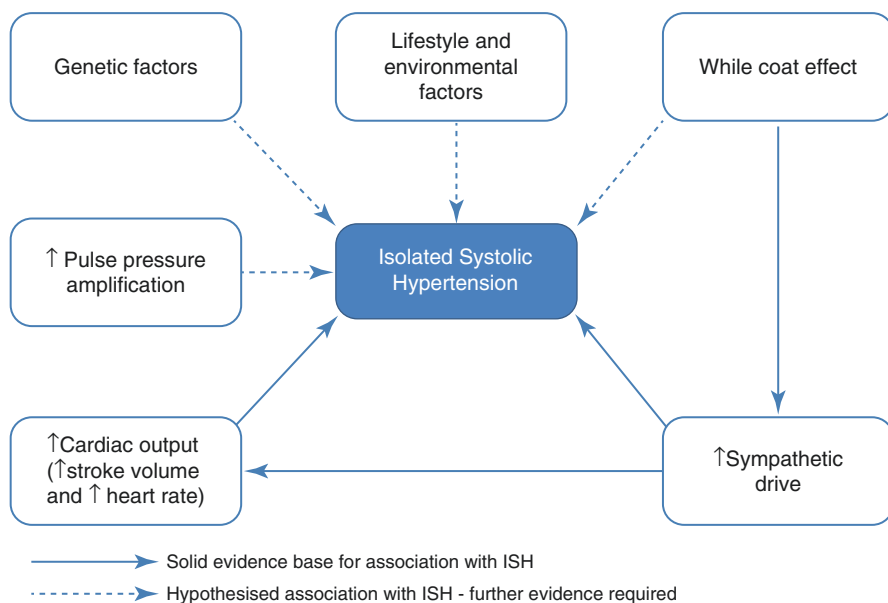 Genetic factors
Lifestyle and
environmental
factors
While coat effect
↑ Pulse pressure
amplification
Isolated Systolic
Hypertension
↑Cardiac output
(↑stroke volume
and ↑ heart rate)
↑Sympathetic
drive
Solid evidence base for association with ISH
Hypothesised association with ISH - further evidence required